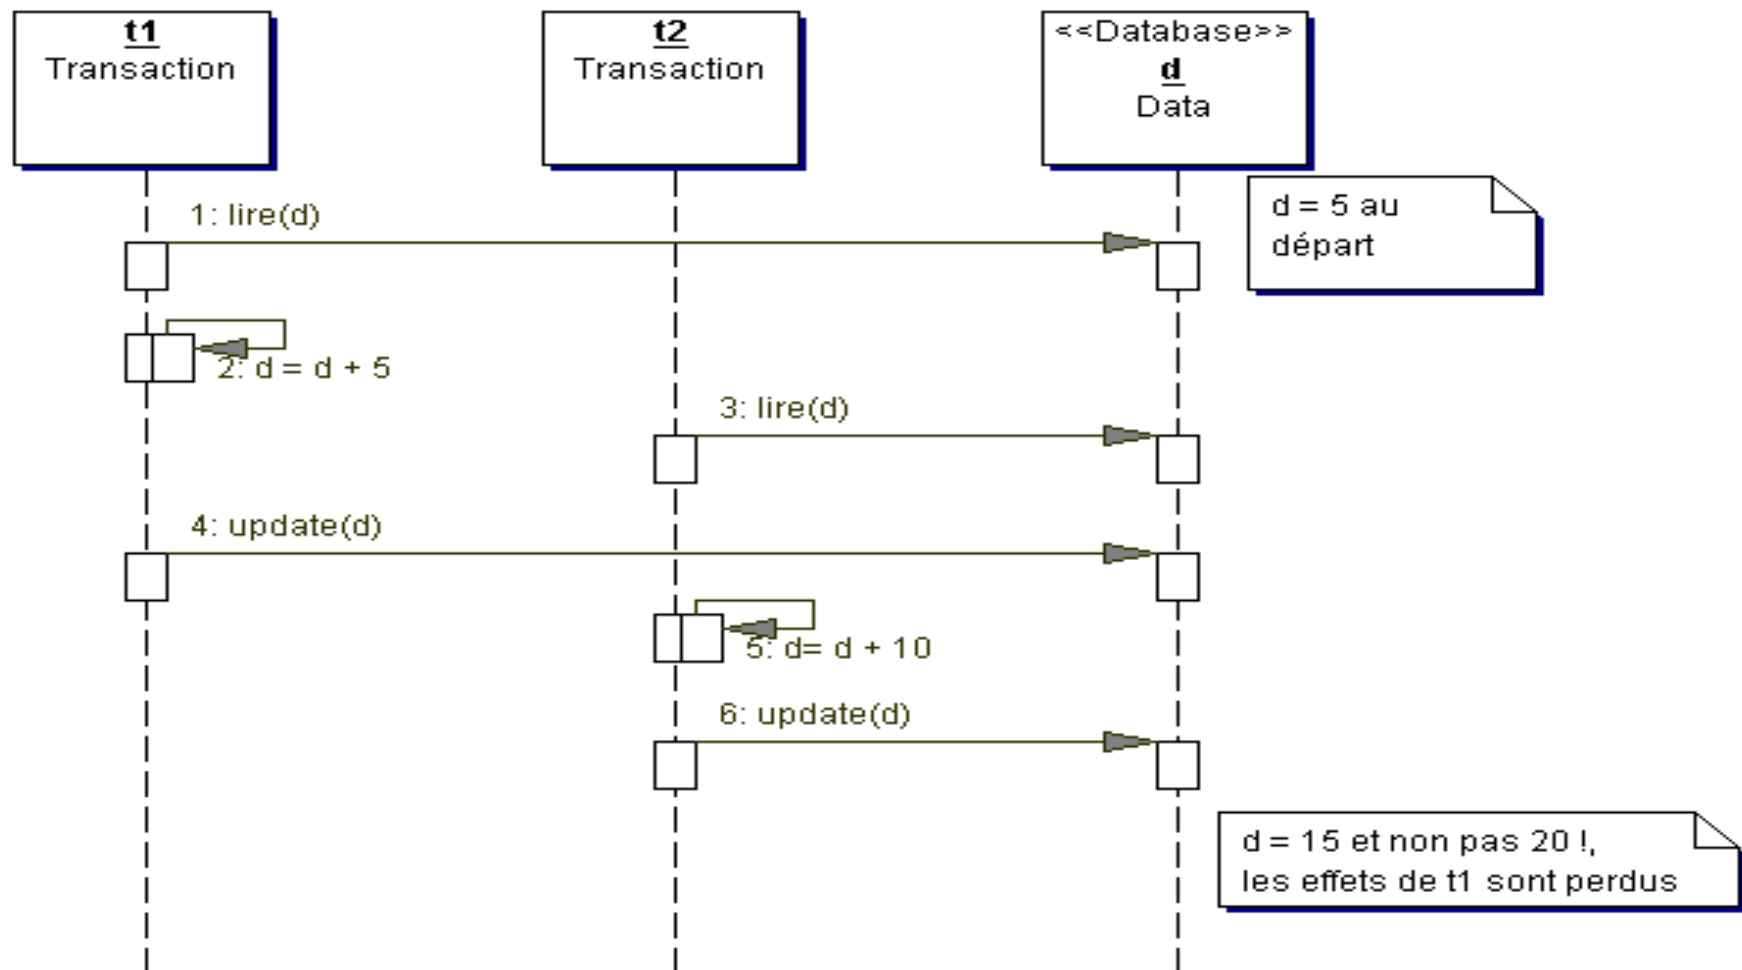 t1
Transaction
t2
Transaction
<<Database>>
d
Data
d = 5 au
départ
1: lire(d)
2: d = d + 5
3: lire(d)
4: update(d)
5: d= d + 10
6: update(d)
d = 15 et non pas 20 !,
les effets de t1 sont perdus